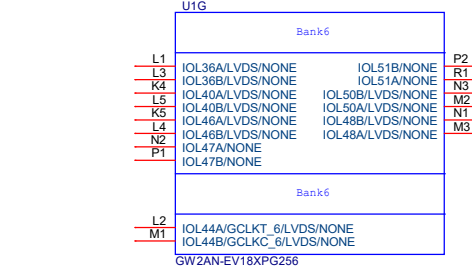 U1G
Bank6
L1 IOL36A/LVDS/NONE IOL51B/NONE P2
L3 IOL36B/LVDS/NONE IOL51A/NONE R1
K4 IOL40A/LVDS/NONE IOL50B/LVDS/NONE N3
L5 IOL40B/LVDS/NONE IOL50A/LVDS/NONE M2
K5 IOL46A/LVDS/NONE IOL48B/LVDS/NONE N1
L4 IOL46B/LVDS/NONE IOL48A/LVDS/NONE M3
N2 IOL47A/NONE
P1 IOL47B/NONE
Bank6
L2 IOL44A/GCLKT_6/LVDS/NONE
M1 IOL44B/GCLKC_6/LVDS/NONE
GW2AN-EV18XPG256